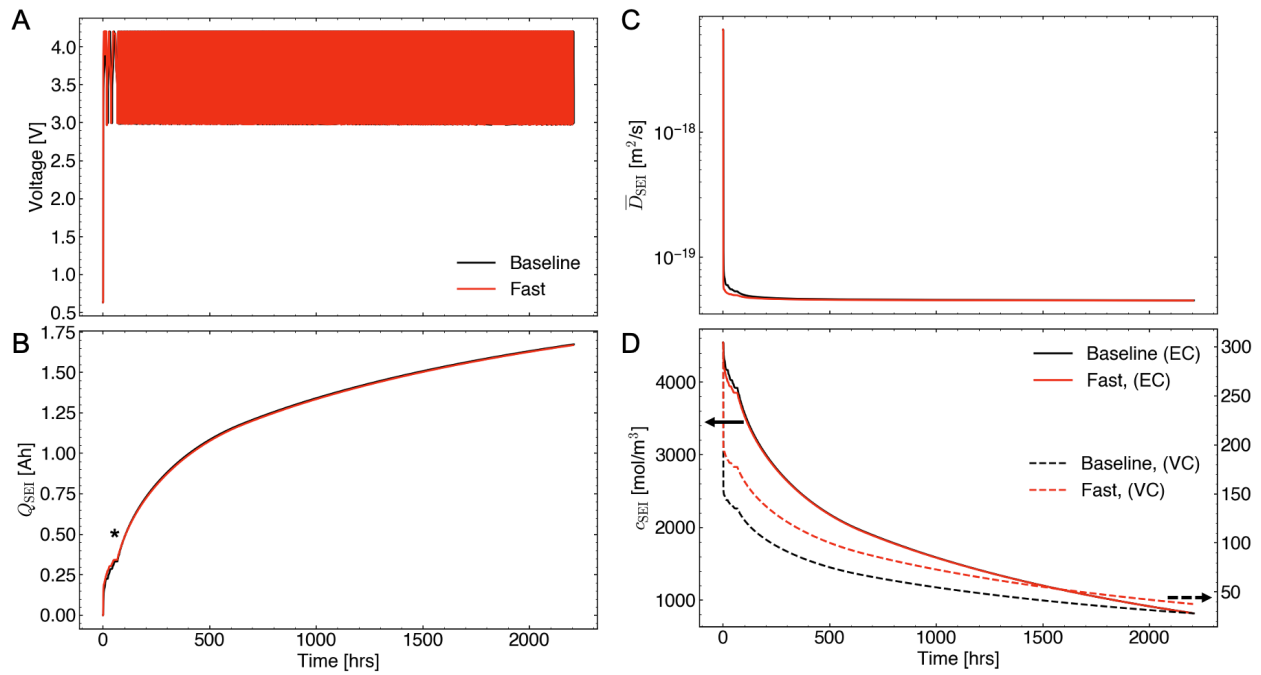 A
Voltage [V]
4.0
3.5
3.0
2.5
2.0
1.5
1.0
0.5
Baseline
Fast
B
Q_SEI [Ah]
1.75
1.50
1.25
1.00
0.75
0.50
0.25
0.00
*
0
500
1000
1500
2000
Time [hrs]
C
D̅_SEI [m²/s]
10⁻¹⁸
10⁻¹⁹
D
c_SEI [mol/m³]
4000
3000
2000
1000
Baseline (EC)
Fast, (EC)
Baseline, (VC)
Fast, (VC)
300
250
200
150
100
50
0
500
1000
1500
2000
Time [hrs]